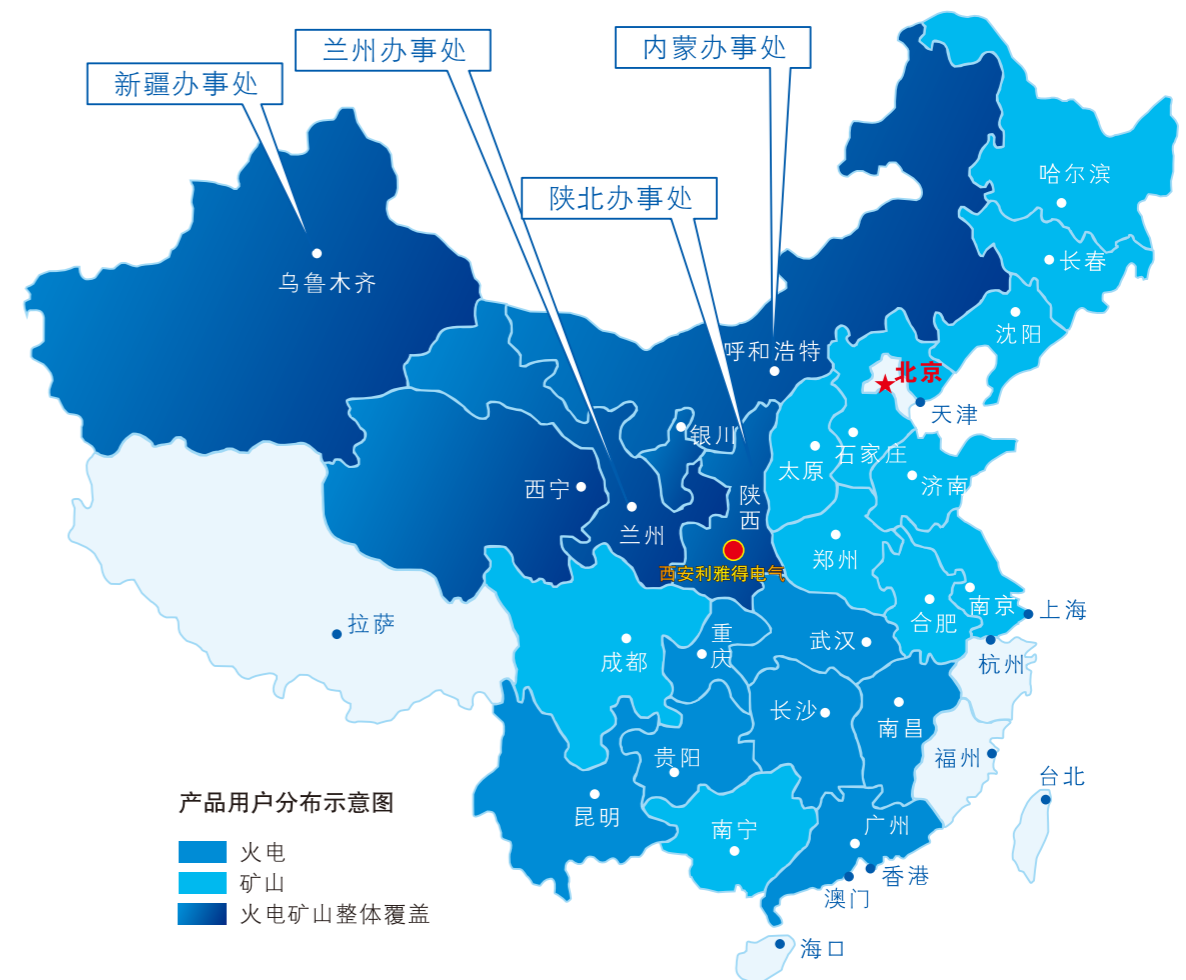 兰州办事处
内蒙办事处
新疆办事处
陕北办事处
哈尔滨
长春
乌鲁木齐
沈阳
呼和浩特
北京
天津
银川
石家庄
太原
西宁
济南
陕西
兰州
郑州
西安利雅得电气
南京
上海
合肥
拉萨
重庆
武汉
成都
杭州
长沙
南昌
贵阳
福州
台北
产品用户分布示意图
昆明
广州
南宁
火电
香港
矿山
澳门
火电矿山整体覆盖
海口